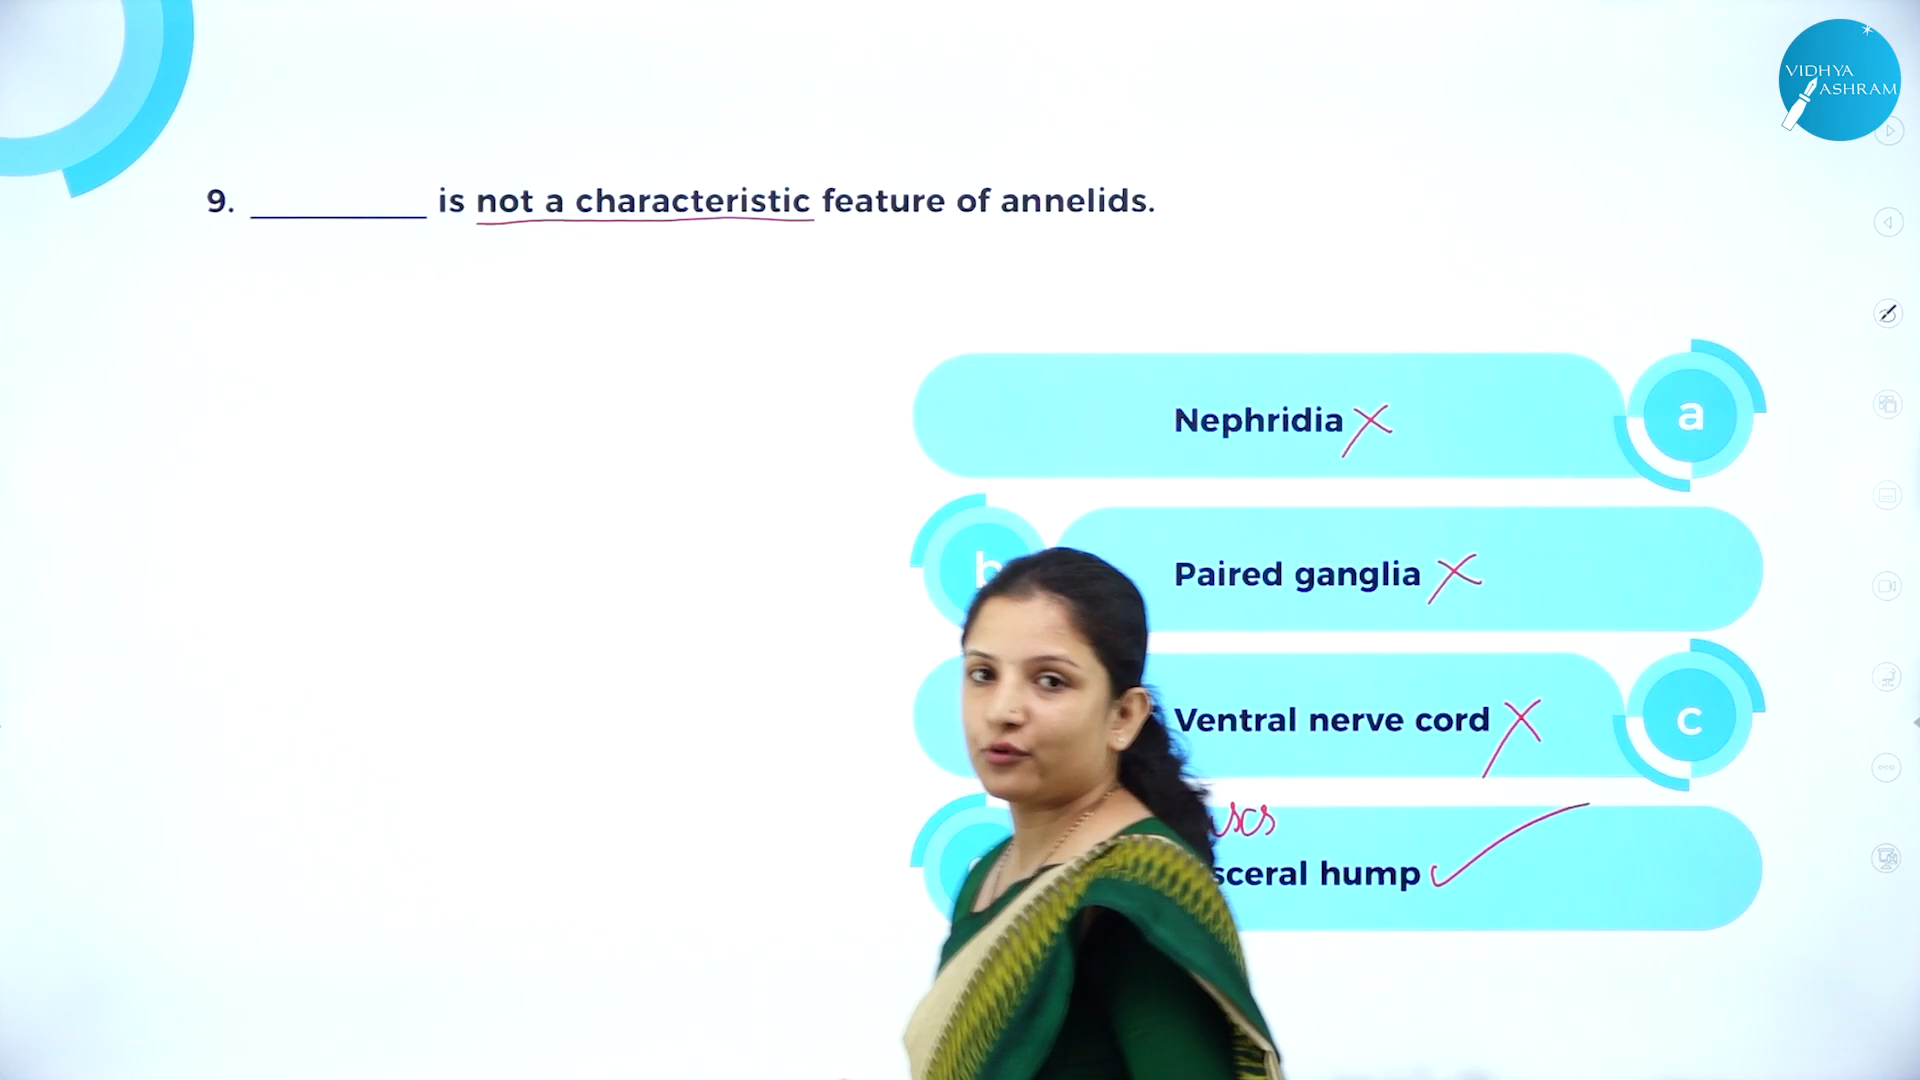 VIDHYA
ASHRAM
9. __________ is not a characteristic feature of annelids.
Nephridia
a
b
Paired ganglia
Ventral nerve cord
c
scs
sceral hump